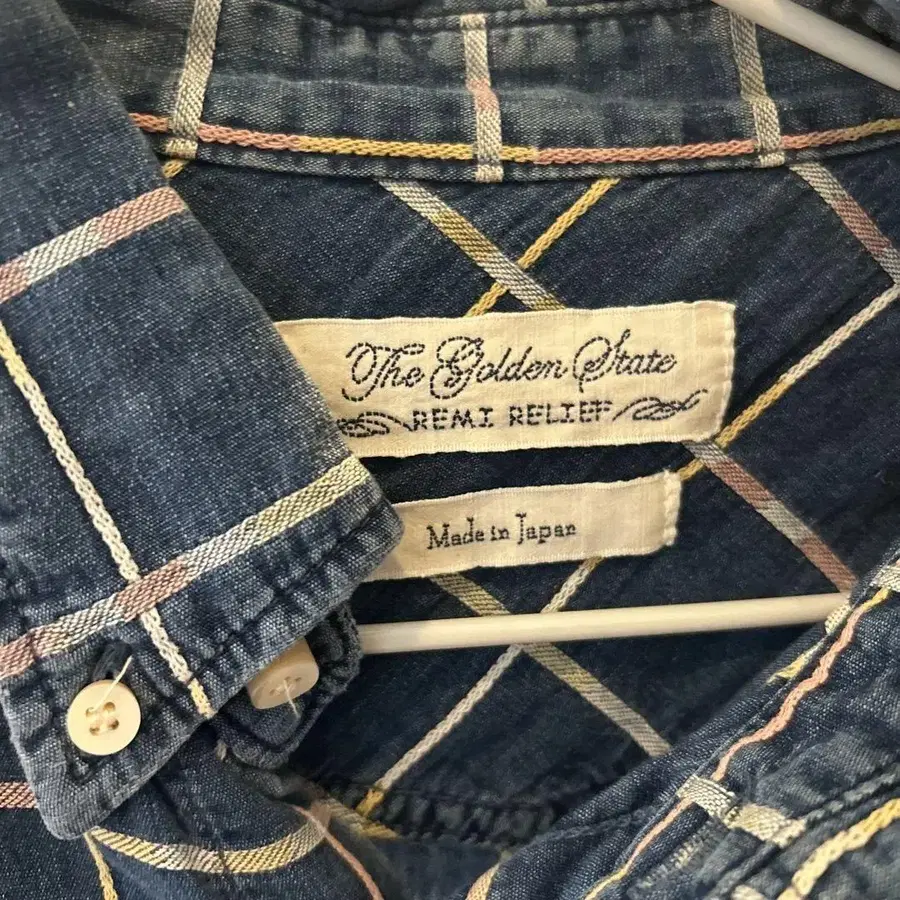 The Golden State
REMI RELIEF
Made in Japan